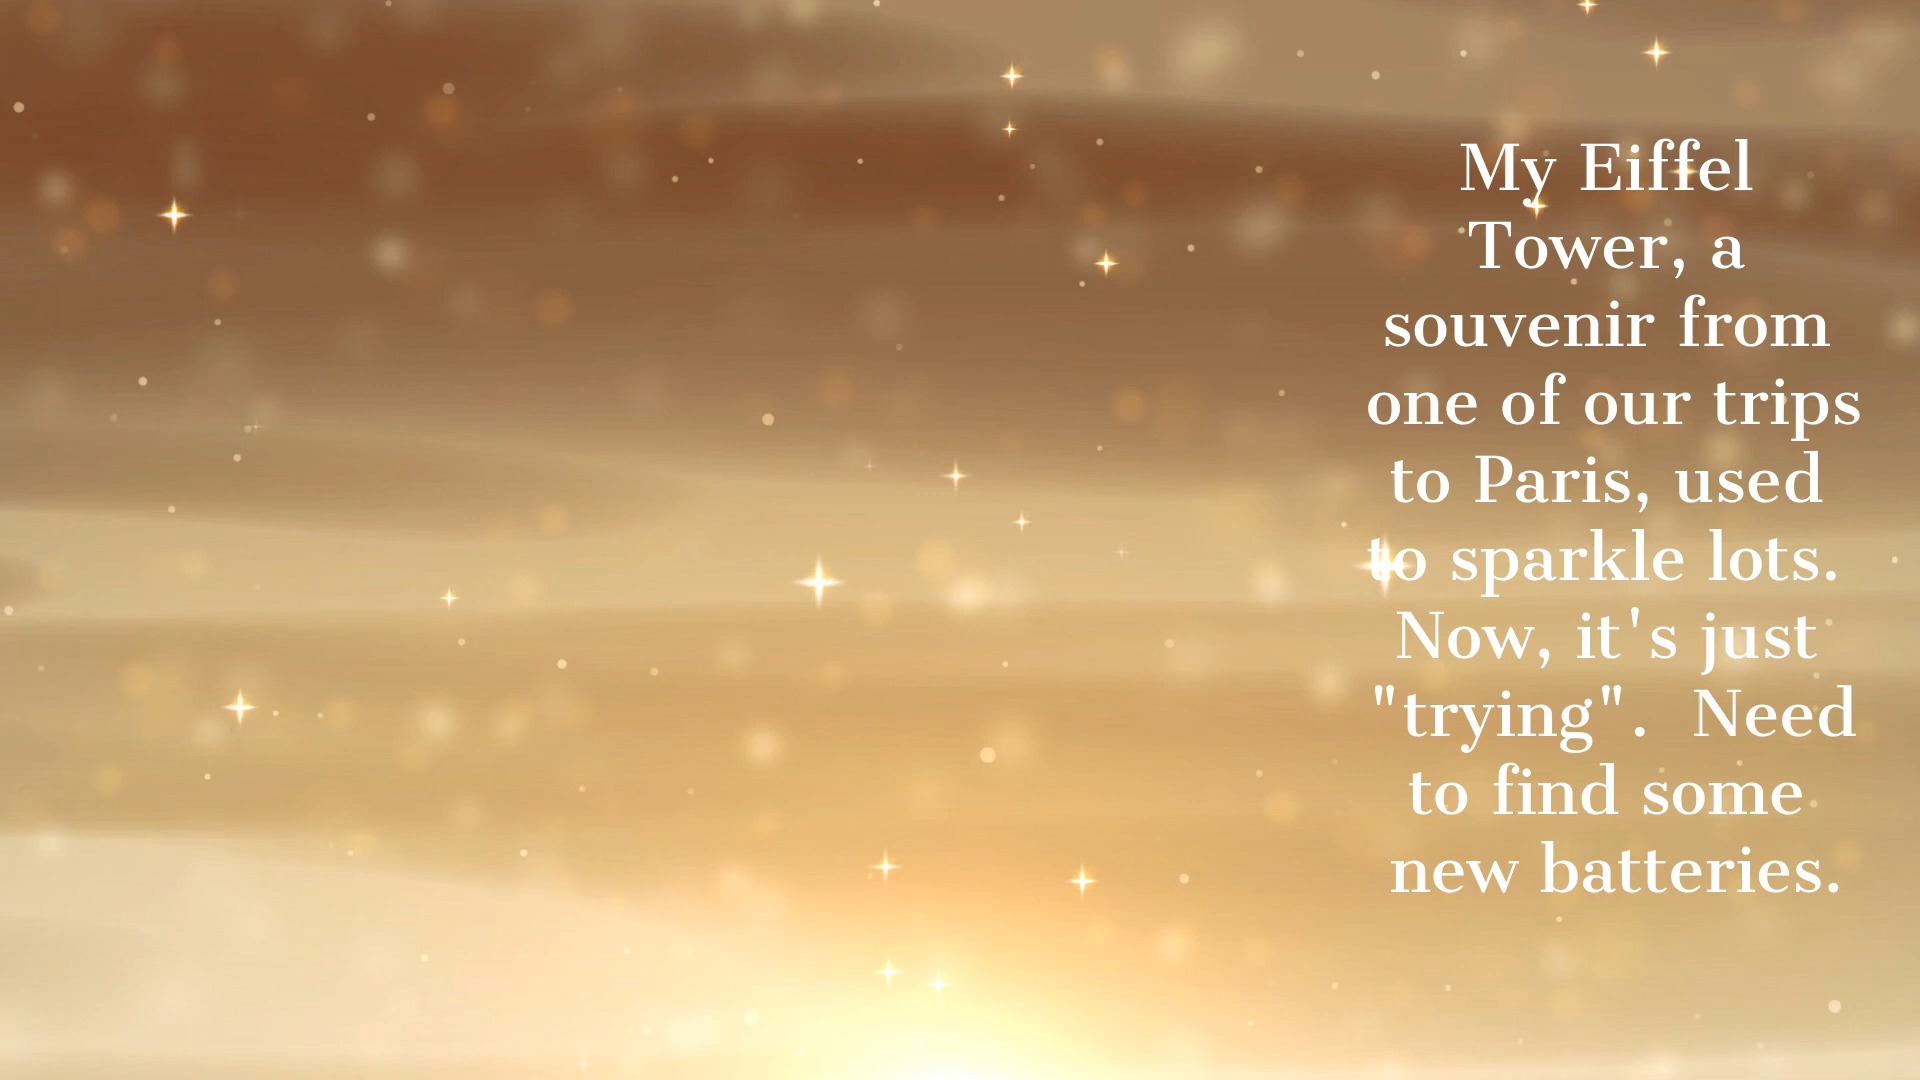 My Eiffel
Tower, a
souvenir from
one of our trips
to Paris, used
to sparkle lots.
Now, it's just
"trying".  Need
to find some
new batteries.